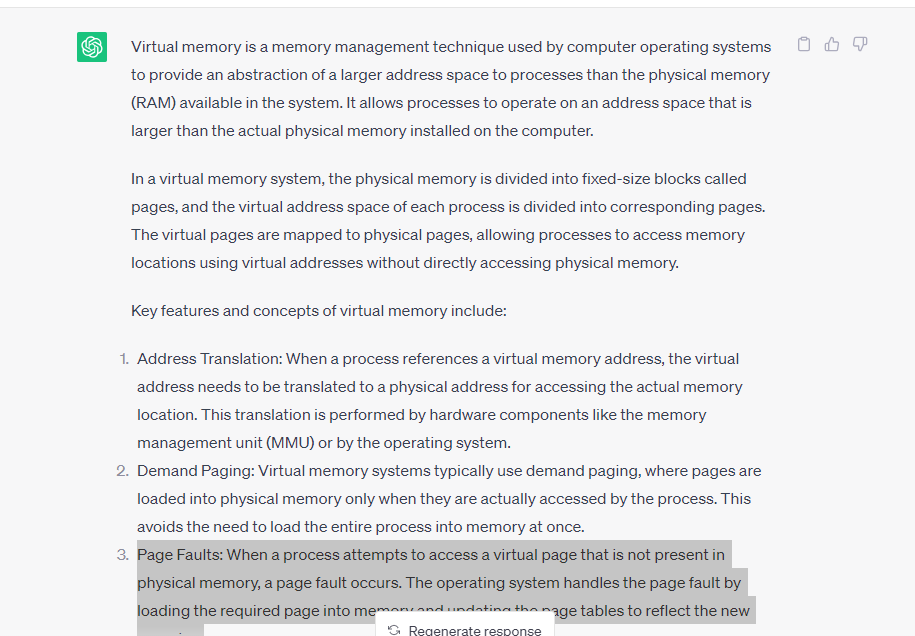 Virtual memory is a memory management technique used by computer operating systems
to provide an abstraction of a larger address space to processes than the physical memory
(RAM) available in the system. It allows processes to operate on an address space that is
larger than the actual physical memory installed on the computer.
In a virtual memory system, the physical memory is divided into fixed-size blocks called
pages, and the virtual address space of each process is divided into corresponding pages.
The virtual pages are mapped to physical pages, allowing processes to access memory
locations using virtual addresses without directly accessing physical memory.
Key features and concepts of virtual memory include:
1. Address Translation: When a process references a virtual memory address, the virtual
address needs to be translated to a physical address for accessing the actual memory
location. This translation is performed by hardware components like the memory
management unit (MMU) or by the operating system.
2. Demand Paging: Virtual memory systems typically use demand paging, where pages are
loaded into physical memory only when they are actually accessed by the process. This
avoids the need to load the entire process into memory at once.
3. Page Faults: When a process attempts to access a virtual page that is not present in
physical memory, a page fault occurs. The operating system handles the page fault by
loading the required page into memory and updating the page tables to reflect the new
Regenerate response